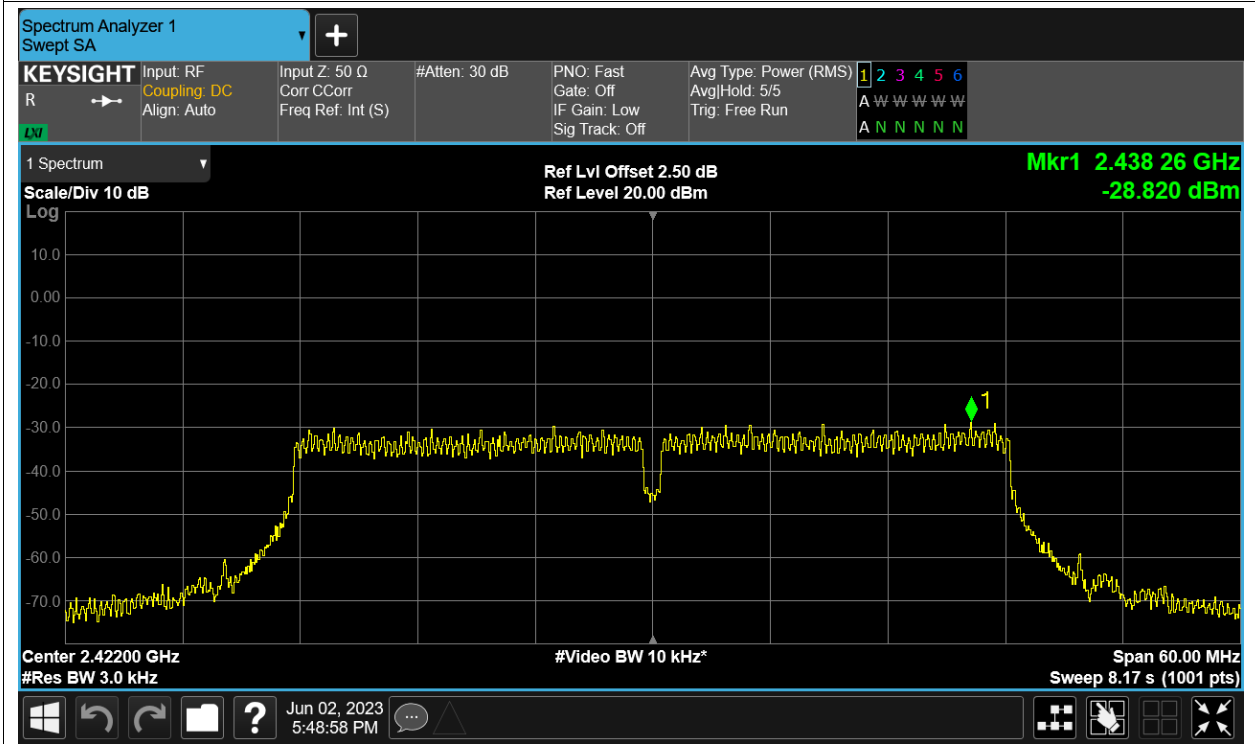 Spectrum Analyzer 1
Swept SA
+
KEYSIGHT
R
LXI
Input: RF
Coupling: DC
Align: Auto
Input Z: 50 Ω
Corr CCorr
Freq Ref: Int (S)
#Atten: 30 dB
PNO: Fast
Gate: Off
IF Gain: Low
Sig Track: Off
Avg Type: Power (RMS)
Avg|Hold: 5/5
Trig: Free Run
1 2 3 4 5 6
A W W W W W
A N N N N N
1 Spectrum
Scale/Div 10 dB
Log
Ref Lvl Offset 2.50 dB
Ref Level 20.00 dBm
Mkr1 2.438 26 GHz
-28.820 dBm
10.0
0.00
-10.0
-20.0
1
-30.0
-40.0
-50.0
-60.0
-70.0
Center 2.42200 GHz
#Video BW 10 kHz*
Span 60.00 MHz
#Res BW 3.0 kHz
Sweep 8.17 s (1001 pts)
?
Jun 02, 2023
5:48:58 PM